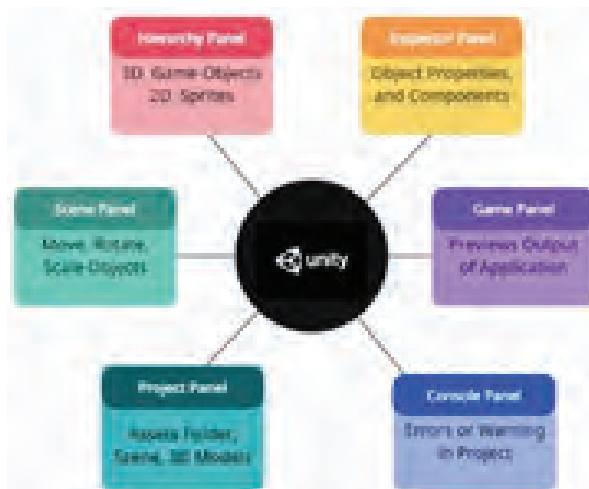 Hierarchy Panel
3D: Game Objects
2D: Sprites
Inspector Panel
Object Properties,
and Components
Scene Panel
Move, Rotate,
Scale Objects
unity
Game Panel
Previews Output
of Application
Project Panel
Assets Folder,
Scene, 3D Models
Console Panel
Errors or Warning
in Project